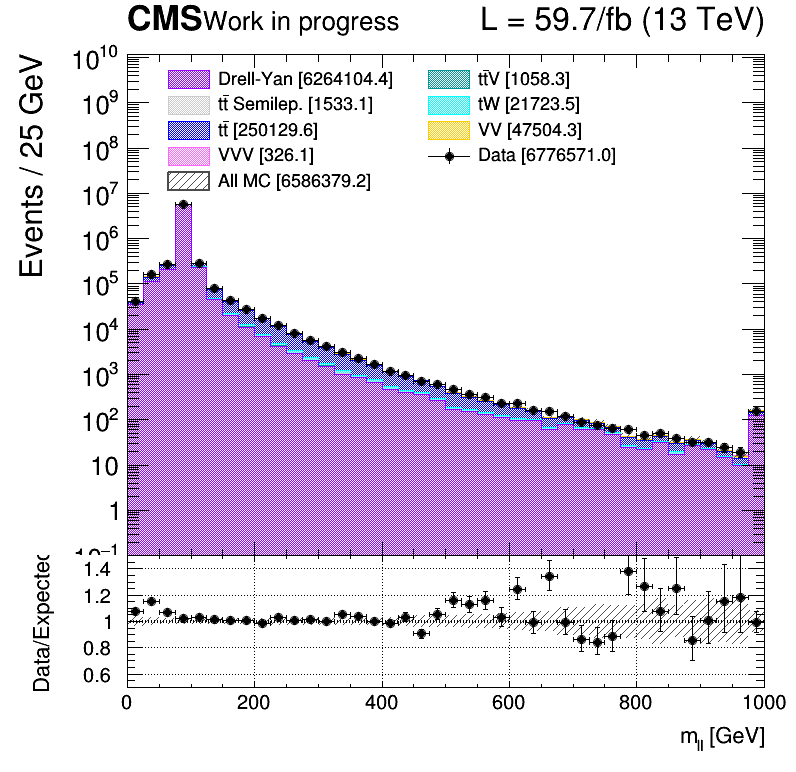 CMS Work in progress L = 59.7/fb (13 TeV)
Events / 25 GeV
10^10
10^9
10^8
10^7
10^6
10^5
10^4
10^3
10^2
10
1
10^-1
Drell-Yan [6264104.4]
tt̄ Semilep. [1533.1]
tt̄ [250129.6]
VVV [326.1]
All MC [6586379.2]
tt̄V [1058.3]
tW [21723.5]
VV [47504.3]
Data [6776571.0]
Data/Expected
1.4
1.2
1
0.8
0.6
0 200 400 600 800 1000
m_ll [GeV]